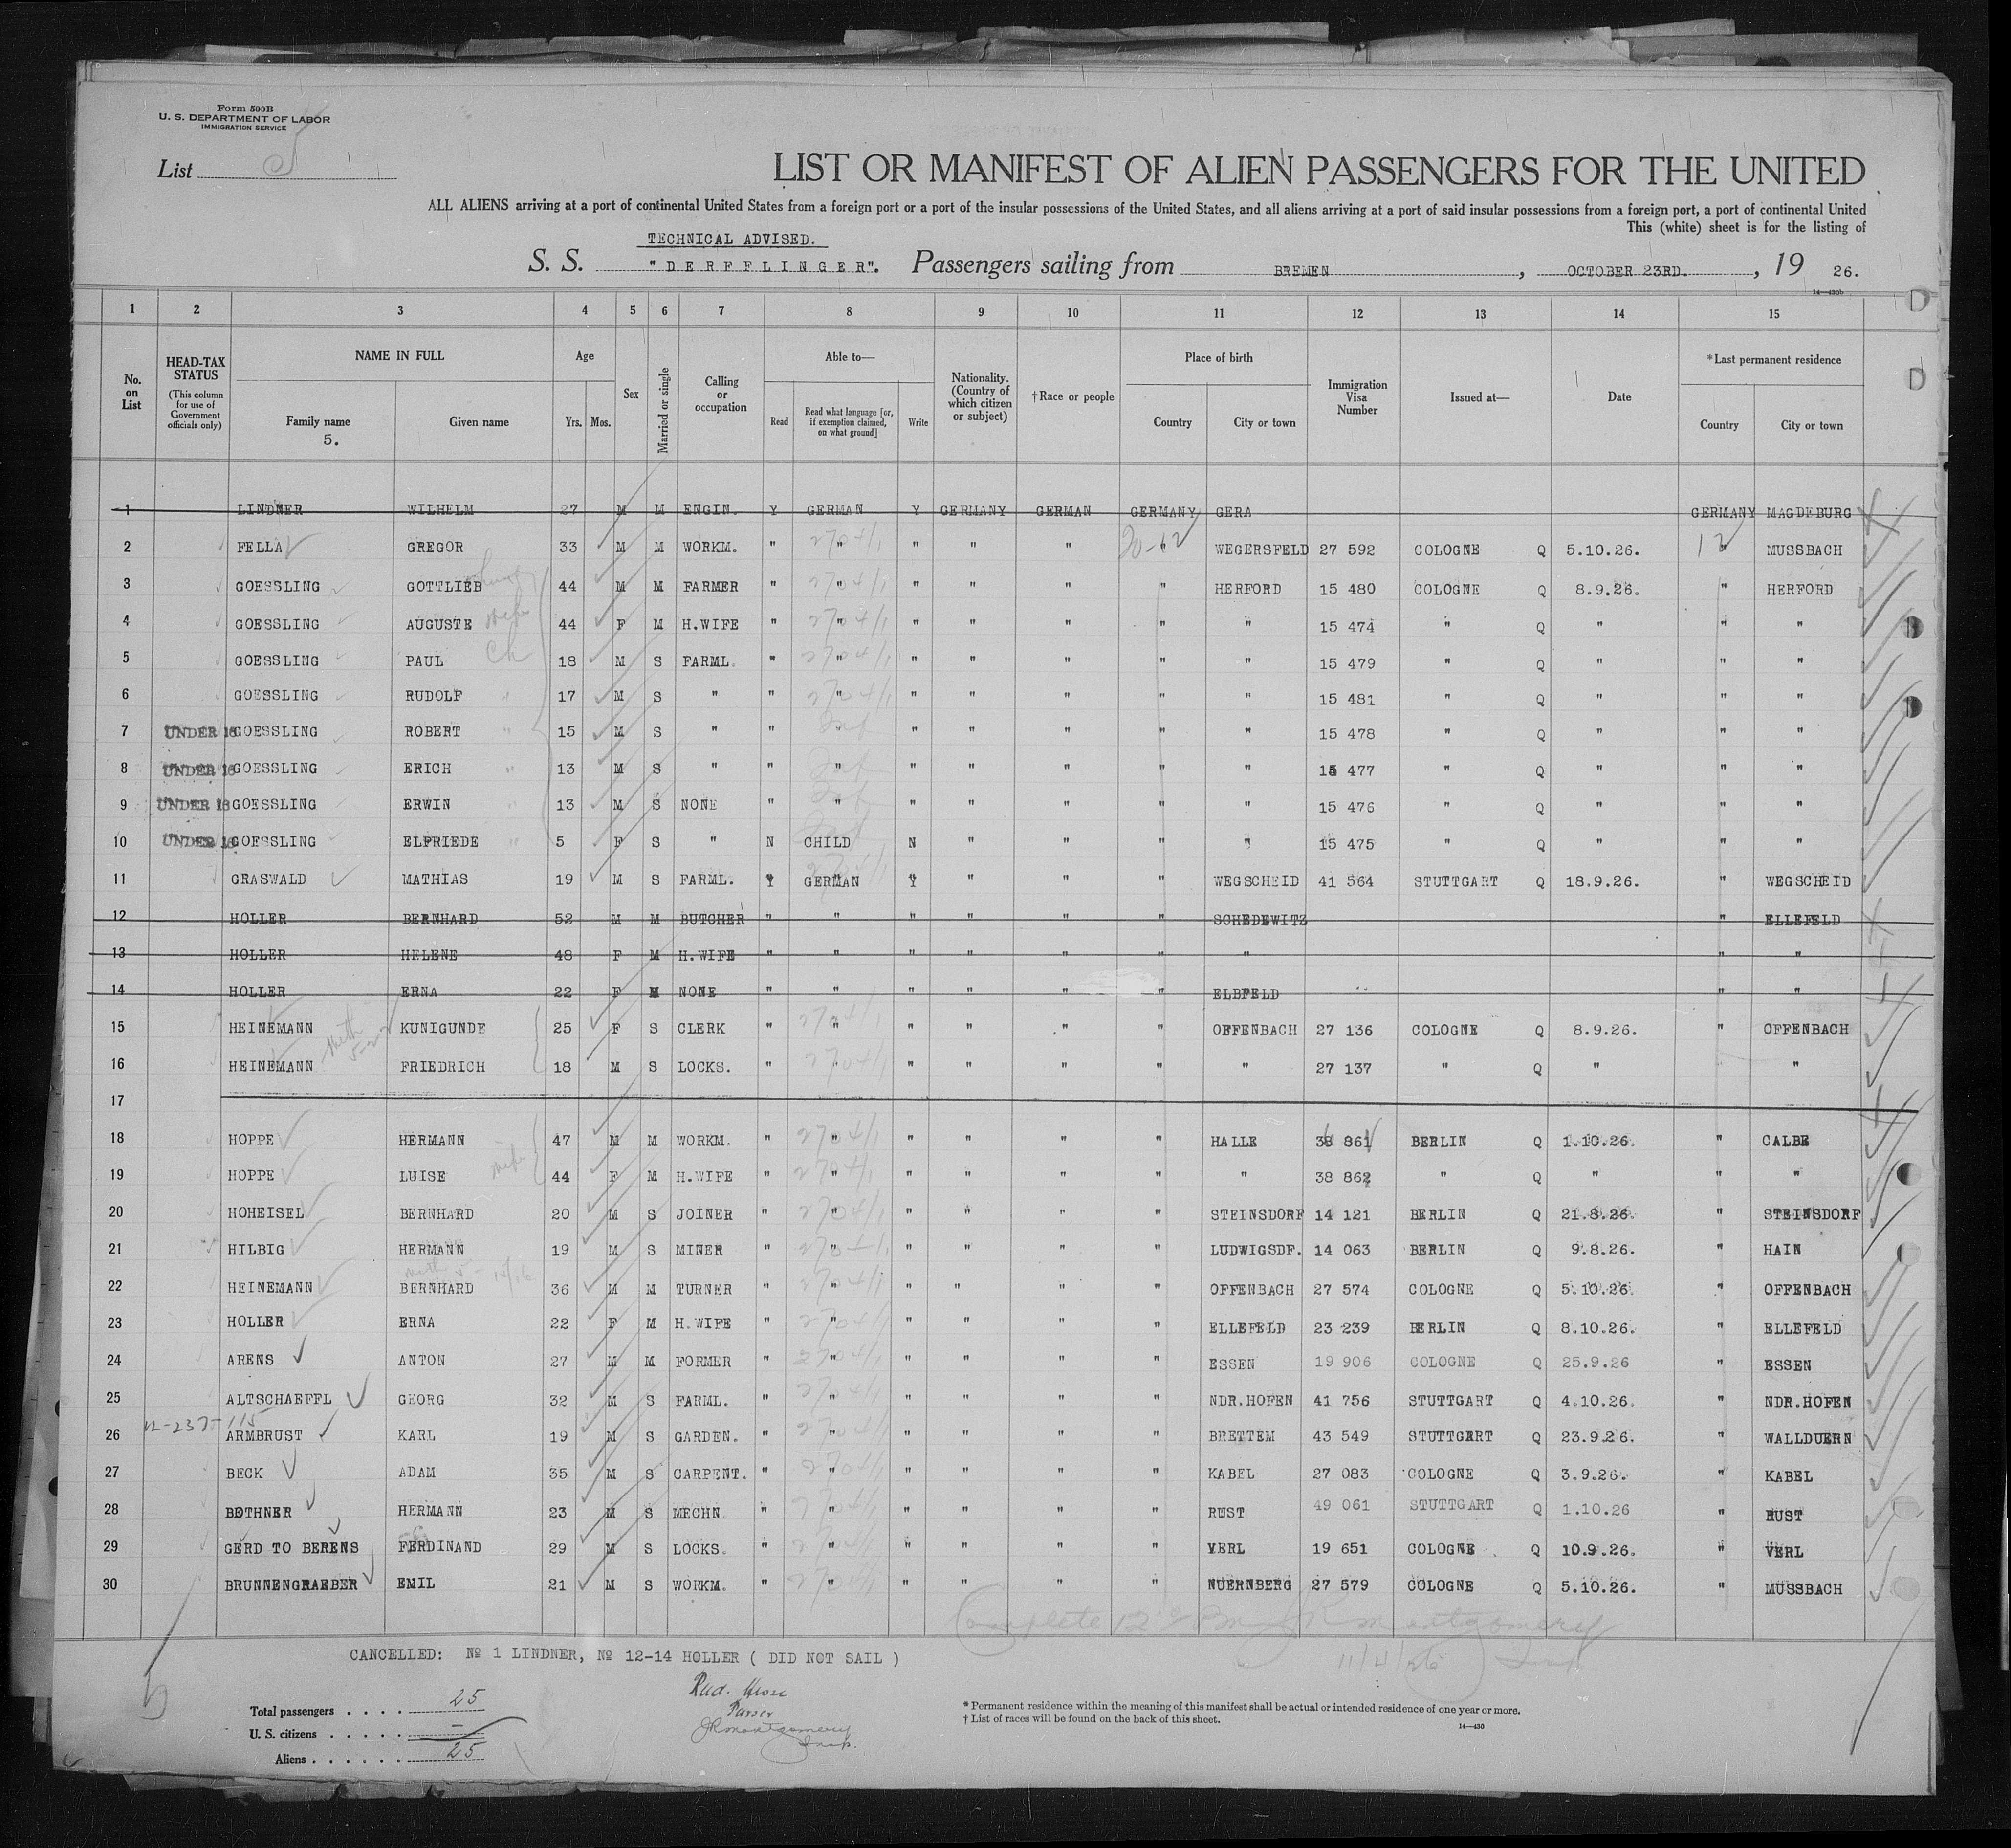 Form 500B
U. S. DEPARTMENT OF LABOR
IMMIGRATION SERVICE
List 5
LIST OR MANIFEST OF ALIEN PASSENGERS FOR THE UNITED
ALL ALIENS arriving at a port of continental United States from a foreign port or a port of the insular possessions of the United States, and all aliens arriving at a port of said insular possessions from a foreign port, a port of continental United
This (white) sheet is for the listing of
TECHNICAL ADVISED.
S. S. "DERFFLINGER". Passengers sailing from BREMEN, OCTOBER 23RD., 1926.
14—430b
1 2 3 4 5 6 7 8 9 10 11 12 13 14 15
No. on List
HEAD-TAX STATUS
(This column for use of Government officials only)
NAME IN FULL
Family name
5.
Given name
Age
Yrs. Mos.
Sex
Married or single
Calling or occupation
Able to—
Read
Read what language [or, if exemption claimed, on what ground]
Write
Nationality. (Country of which citizen or subject)
†Race or people
Place of birth
Country
City or town
Immigration Visa Number
Issued at—
Date
*Last permanent residence
Country
City or town
1 LINDNER WILHELM 27 M M ENGIN. Y GERMAN Y GERMANY GERMAN GERMANY GERA GERMANY MAGDEBURG
2 FELLA GREGOR 33 M M WORKM. " " " " " " WEGERSFELD 27 592 COLOGNE Q 5.10.26. MUSSBACH
3 GOESSLING GOTTLIEB 44 M M FARMER " " " " " " HERFORD 15 480 COLOGNE Q 8.9.26. " HERFORD
4 GOESSLING AUGUSTE wife 44 F M H.WIFE " " " " " " " 15 474 " Q " " "
5 GOESSLING PAUL Ch 18 M S FARML. " " " " " " " 15 479 " Q " " "
6 GOESSLING RUDOLF " 17 M S " " " " " " " " 15 481 " Q " " "
7 UNDER 16 GOESSLING ROBERT " 15 M S " " " " " " " " 15 478 " Q " " "
8 UNDER 16 GOESSLING ERICH " 13 M S " " " " " " " " 15 477 " Q " " "
9 UNDER 16 GOESSLING ERWIN " 13 M S NONE " " " " " " " 15 476 " Q " " "
10 UNDER 16 GOESSLING ELFRIEDE " 5 F S " N CHILD N " " " " 15 475 " Q " " "
11 GRASWALD MATHIAS 19 M S FARML. Y GERMAN Y " " " WEGSCHEID 41 564 STUTTGART Q 18.9.26. " WEGSCHEID
12 HOLLER BERNHARD 52 M M BUTCHER " " " " " " SCHEDEWITZ " ELLEFELD
13 HOLLER HELENE 48 F M H.WIFE " " " " " " " " "
14 HOLLER ERNA 22 F M NONE " " " " " " ELBFELD " "
15 HEINEMANN KUNIGUNDE 25 F S CLERK " " " " " " OFFENBACH 27 136 COLOGNE Q 8.9.26. " OFFENBACH
16 HEINEMANN FRIEDRICH 18 M S LOCKS. " " " " " " " 27 137 " Q " " "
17
18 HOPPE HERMANN 47 M M WORKM. " " " " " " HALLE 38 861 BERLIN Q 1.10.26. " CALBE
19 HOPPE LUISE wife 44 F M H.WIFE " " " " " " " 38 862 " Q " " "
20 HOHEISEL BERNHARD 20 M S JOINER " " " " " " STEINSDORF 14 121 BERLIN Q 21.8.26. " STEINSDORF
21 HILBIG HERMANN 19 M S MINER " " " " " " LUDWIGSDF. 14 063 BERLIN Q 9.8.26. " HAIN
22 HEINEMANN BERNHARD 36 M M TURNER " " " " " " OFFENBACH 27 574 COLOGNE Q 5.10.26 " OFFENBACH
23 HOLLER ERNA 22 F M H.WIFE " " " " " " ELLEFELD 23 239 BERLIN Q 8.10.26. " ELLEFELD
24 ARENS ANTON 27 M M FORMER " " " " " " ESSEN 19 906 COLOGNE Q 25.9.26 " ESSEN
25 ALTSCHAEFFL GEORG 32 M S FARML. " " " " " " NDR.HOFEN 41 756 STUTTGART Q 4.10.26. " NDR.HOFEN
26 ARMBRUST KARL 19 M S GARDEN. " " " " " " BRETTEM 43 549 STUTTGART Q 23.9.26. " WALLDUERN
27 BECK ADAM 35 M S CARPENT. " " " " " " KABEL 27 083 COLOGNE Q 3.9.26. " KABEL
28 BOTHNER HERMANN 23 M S MECHN. " " " " " " RUST 49 061 STUTTGART Q 1.10.26 " RUST
29 GERD TO BERENS FERDINAND 29 M S LOCKS. " " " " " " VERL 19 651 COLOGNE Q 10.9.26. " VERL
30 BRUNNENGRAEBER EMIL 21 M S WORKM. " " " " " " NUERNBERG 27 579 COLOGNE Q 5.10.26. " MUSSBACH
CANCELLED: No 1 LINDNER, No 12-14 HOLLER ( DID NOT SAIL )
11/4/26
Total passengers . . . . 25
U. S. citizens . . . . . —
Aliens . . . . . . 25
Purser
JRMontgomery
Insp.
* Permanent residence within the meaning of this manifest shall be actual or intended residence of one year or more.
† List of races will be found on the back of this sheet.
14—430